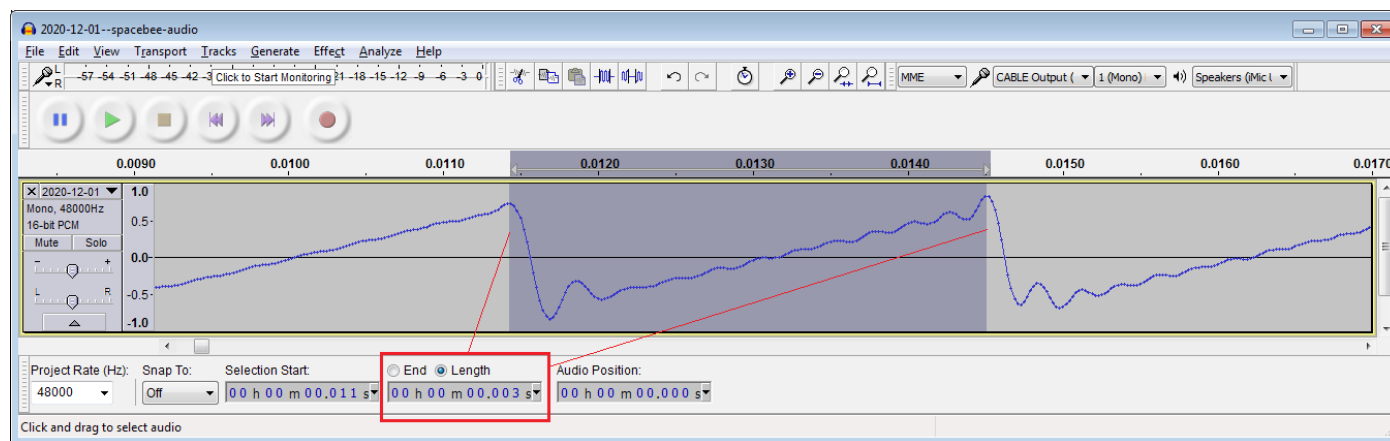 2020-12-01--spacebee-audio
File Edit View Transport Tracks Generate Effect Analyze Help
L
R
-57 -54 -51 -48 -45 -42 -3 Click to Start Monitoring 21 -18 -15 -12 -9 -6 -3 0
MME CABLE Output ( 1 (Mono) Speakers (iMic
0.0090 0.0100 0.0110 0.0120 0.0130 0.0140 0.0150 0.0160 0.0170
2020-12-01
Mono, 48000Hz
16-bit PCM
Mute Solo
- +
L R
1.0
0.5
0.0
-0.5
-1.0
Project Rate (Hz): Snap To: Selection Start: End Length Audio Position:
48000 Off 00 h 00 m 00.011 s 00 h 00 m 00.003 s 00 h 00 m 00.000 s
Click and drag to select audio